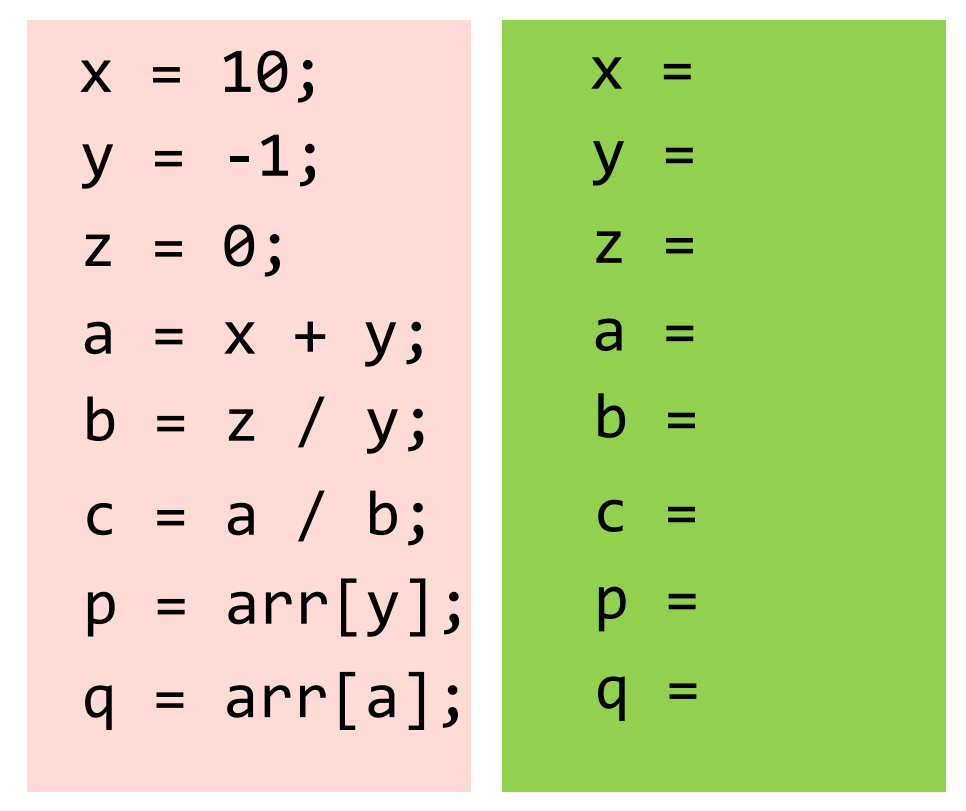 x = 10;
y = -1;
z = 0;
a = x + y;
b = z / y;
c = a / b;
p = arr[y];
q = arr[a];
x =
y =
z =
a =
b =
c =
p =
q =